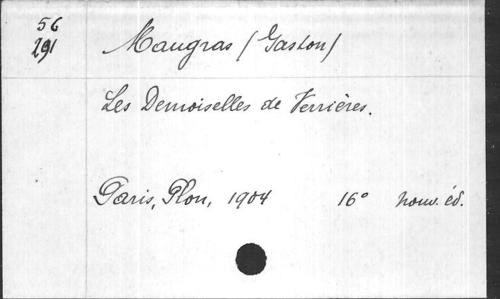 56
291
Maugras (Gaston)
Les Demoiselles de Verrières.
Paris, Plon, 1904 16° nouv. éd.